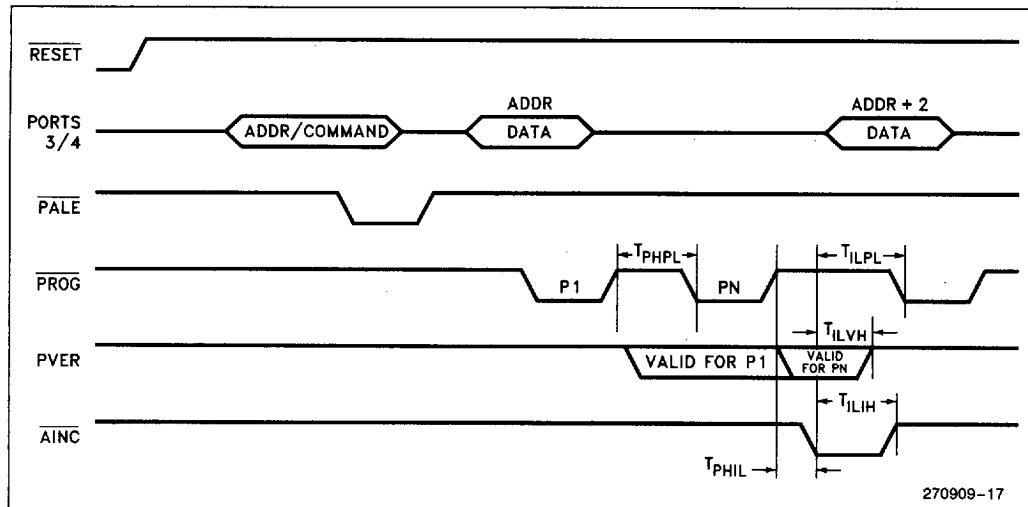 RESET
PORTS
3/4
ADDR/COMMAND
ADDR
DATA
ADDR + 2
DATA
PALE
PROG
P1
TPHPL
PN
TILPL
PVER
VALID FOR P1
VALID
FOR PN
TILVH
AINC
TILIH
TPHIL
270909-17